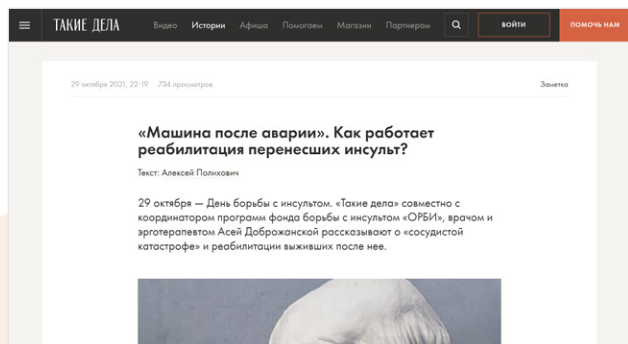 ТАКИЕ ДЕЛА Видео Истории Афиша Помогаем Магазин Партнерам ВОЙТИ ПОМОЧЬ НАМ
29 октября 2021, 22:19 734 просмотров Заметка
«Машина после аварии». Как работает
реабилитация перенесших инсульт?
Текст: Алексей Полихович
29 октября — День борьбы с инсультом. «Такие дела» совместно с
координатором программ фонда борьбы с инсультом «ОРБИ», врачом и
эрготерапевтом Асей Доброжанской рассказывают о «сосудистой
катастрофе» и реабилитации выживших после нее.